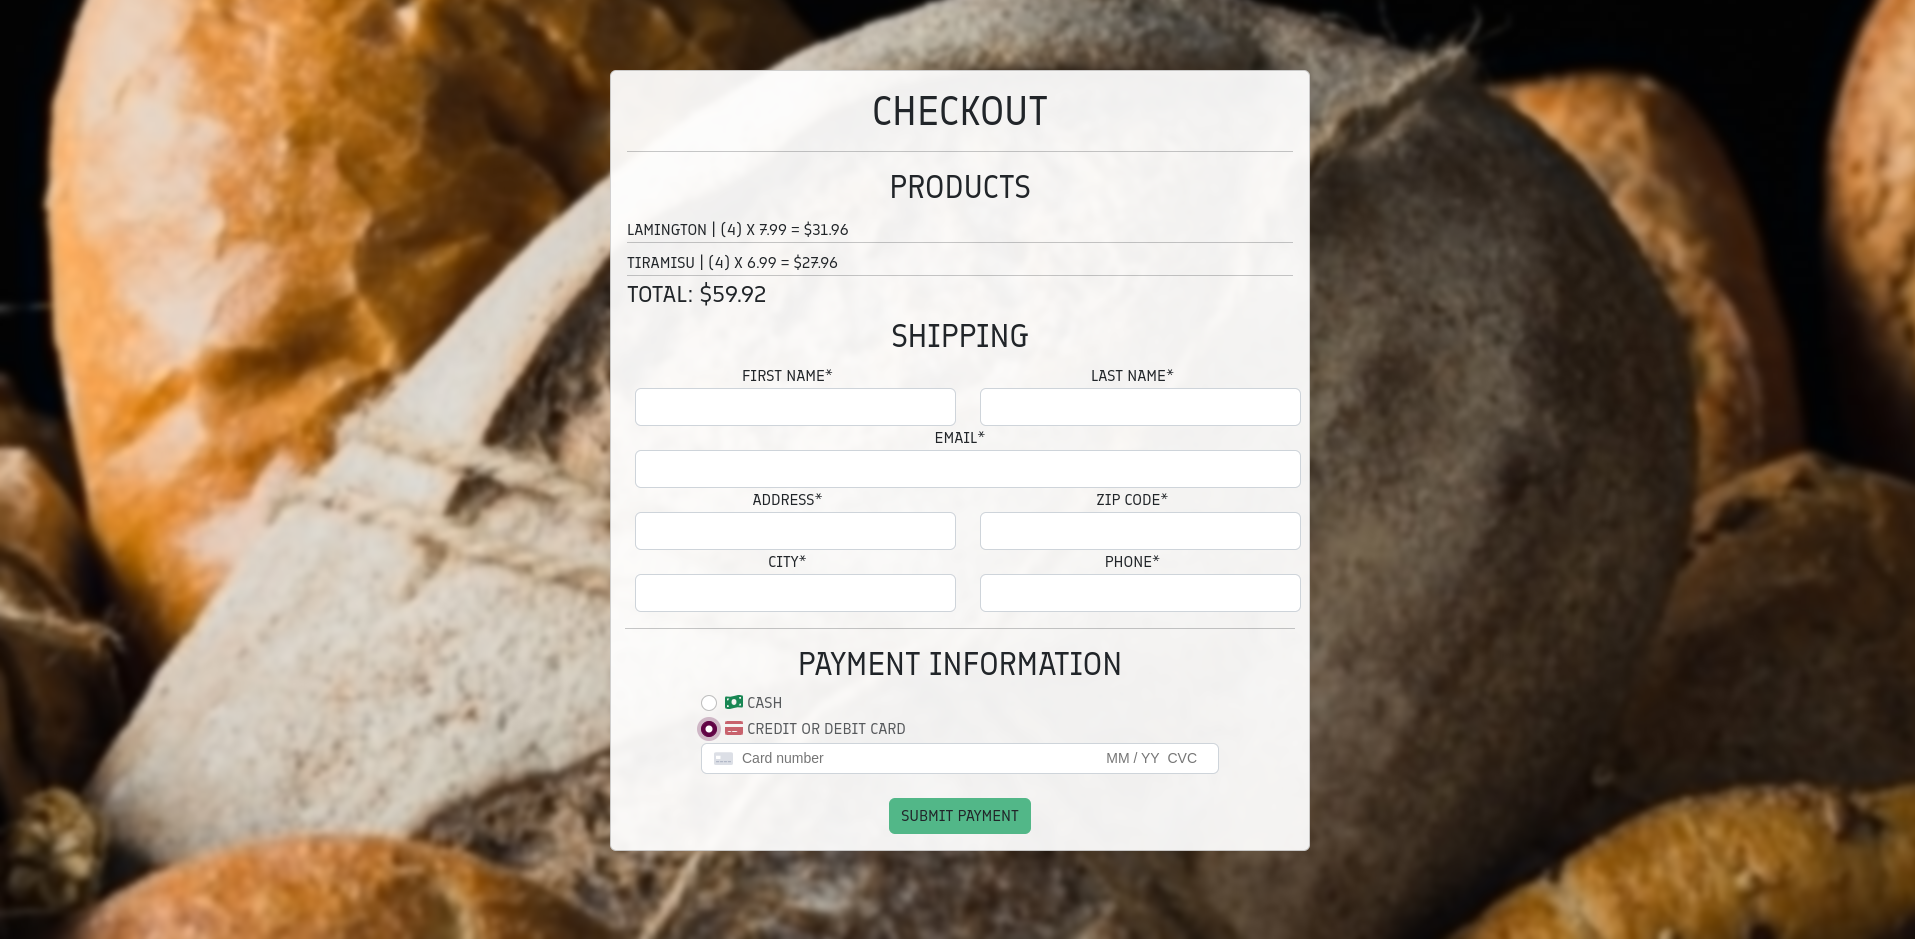 CHECKOUT
PRODUCTS
LAMINGTON | (4) X 7.99 = $31.96
TIRAMISU | (4) X 6.99 = $27.96
TOTAL: $59.92
SHIPPING
FIRST NAME* LAST NAME*
EMAIL*
ADDRESS* ZIP CODE*
CITY* PHONE*
PAYMENT INFORMATION
CASH
CREDIT OR DEBIT CARD
Card number MM / YY CVC
SUBMIT PAYMENT